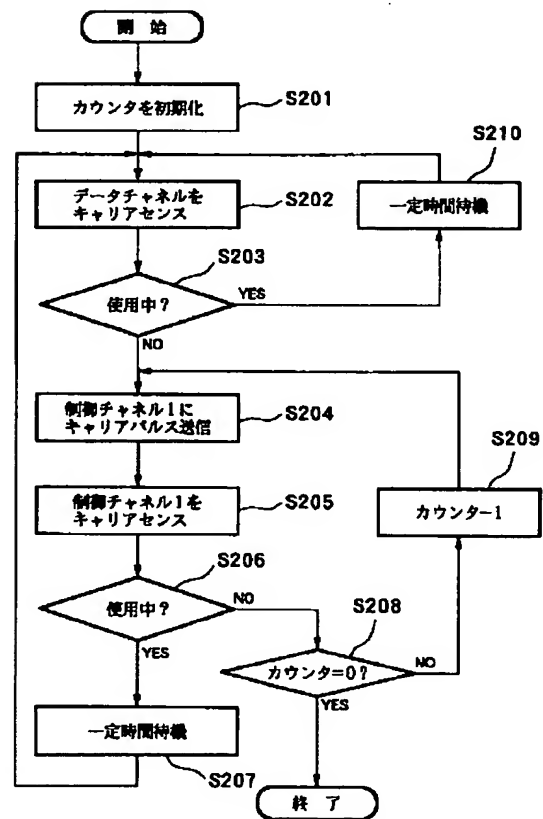 開 始
カウンタを初期化
S201
S210
データチャネルを
キャリアセンス
S202
一定時間待機
S203
使用中?
YES
NO
制御チャネル1に
キャリアパルス送信
S204
S209
制御チャネル1を
キャリアセンス
S205
カウンタ-1
S206
使用中?
NO
S208
YES
カウンタ=0?
NO
YES
一定時間待機
S207
終 了